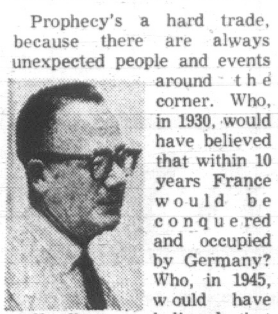 Prophecy's a hard trade,
because there are always
unexpected people and events
around the
corner. Who,
in 1930, would
have believed
that within 10
years France
would be
conquered
and occupied
by Germany?
Who, in 1945,
would have